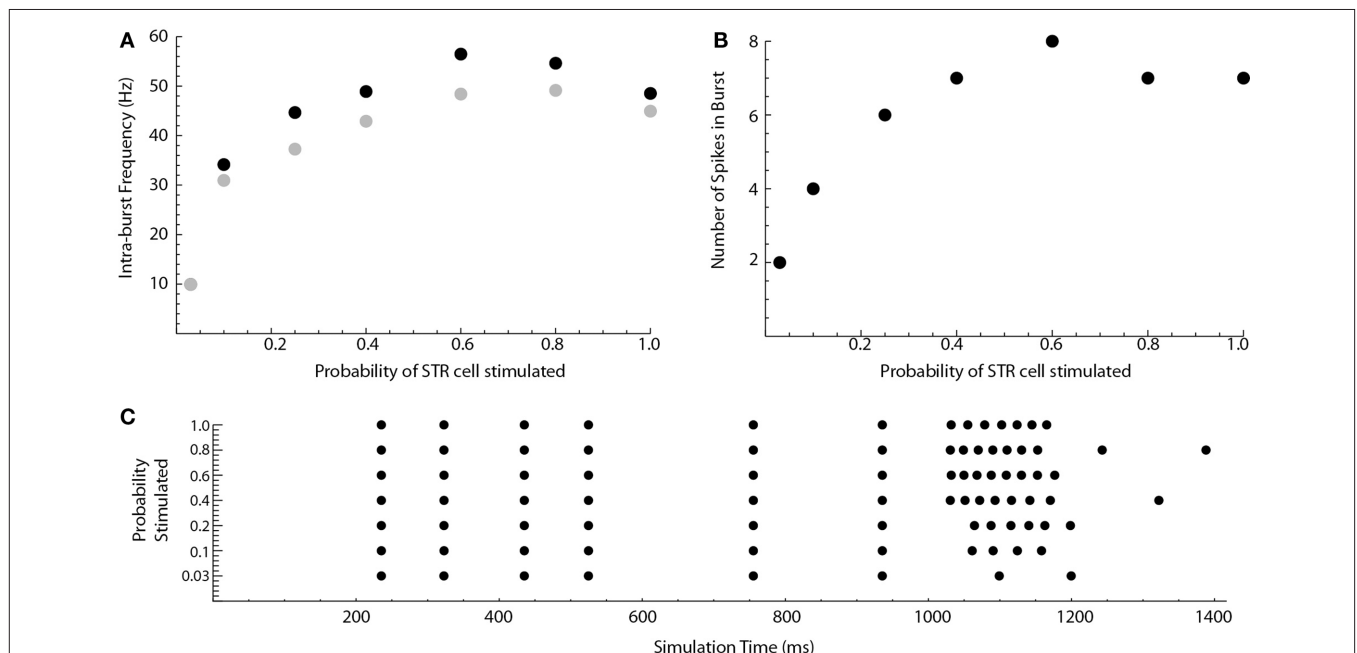 A
60
50
40
30
20
10
Intra-burst Frequency (Hz)
0.2 0.4 0.6 0.8 1.0
Probability of STR cell stimulated
B
8
6
4
2
Number of Spikes in Burst
0.2 0.4 0.6 0.8 1.0
Probability of STR cell stimulated
C
1.0
0.8
0.6
0.4
0.2
0.1
0.03
Probability
Stimulated
200 400 600 800 1000 1200 1400
Simulation Time (ms)